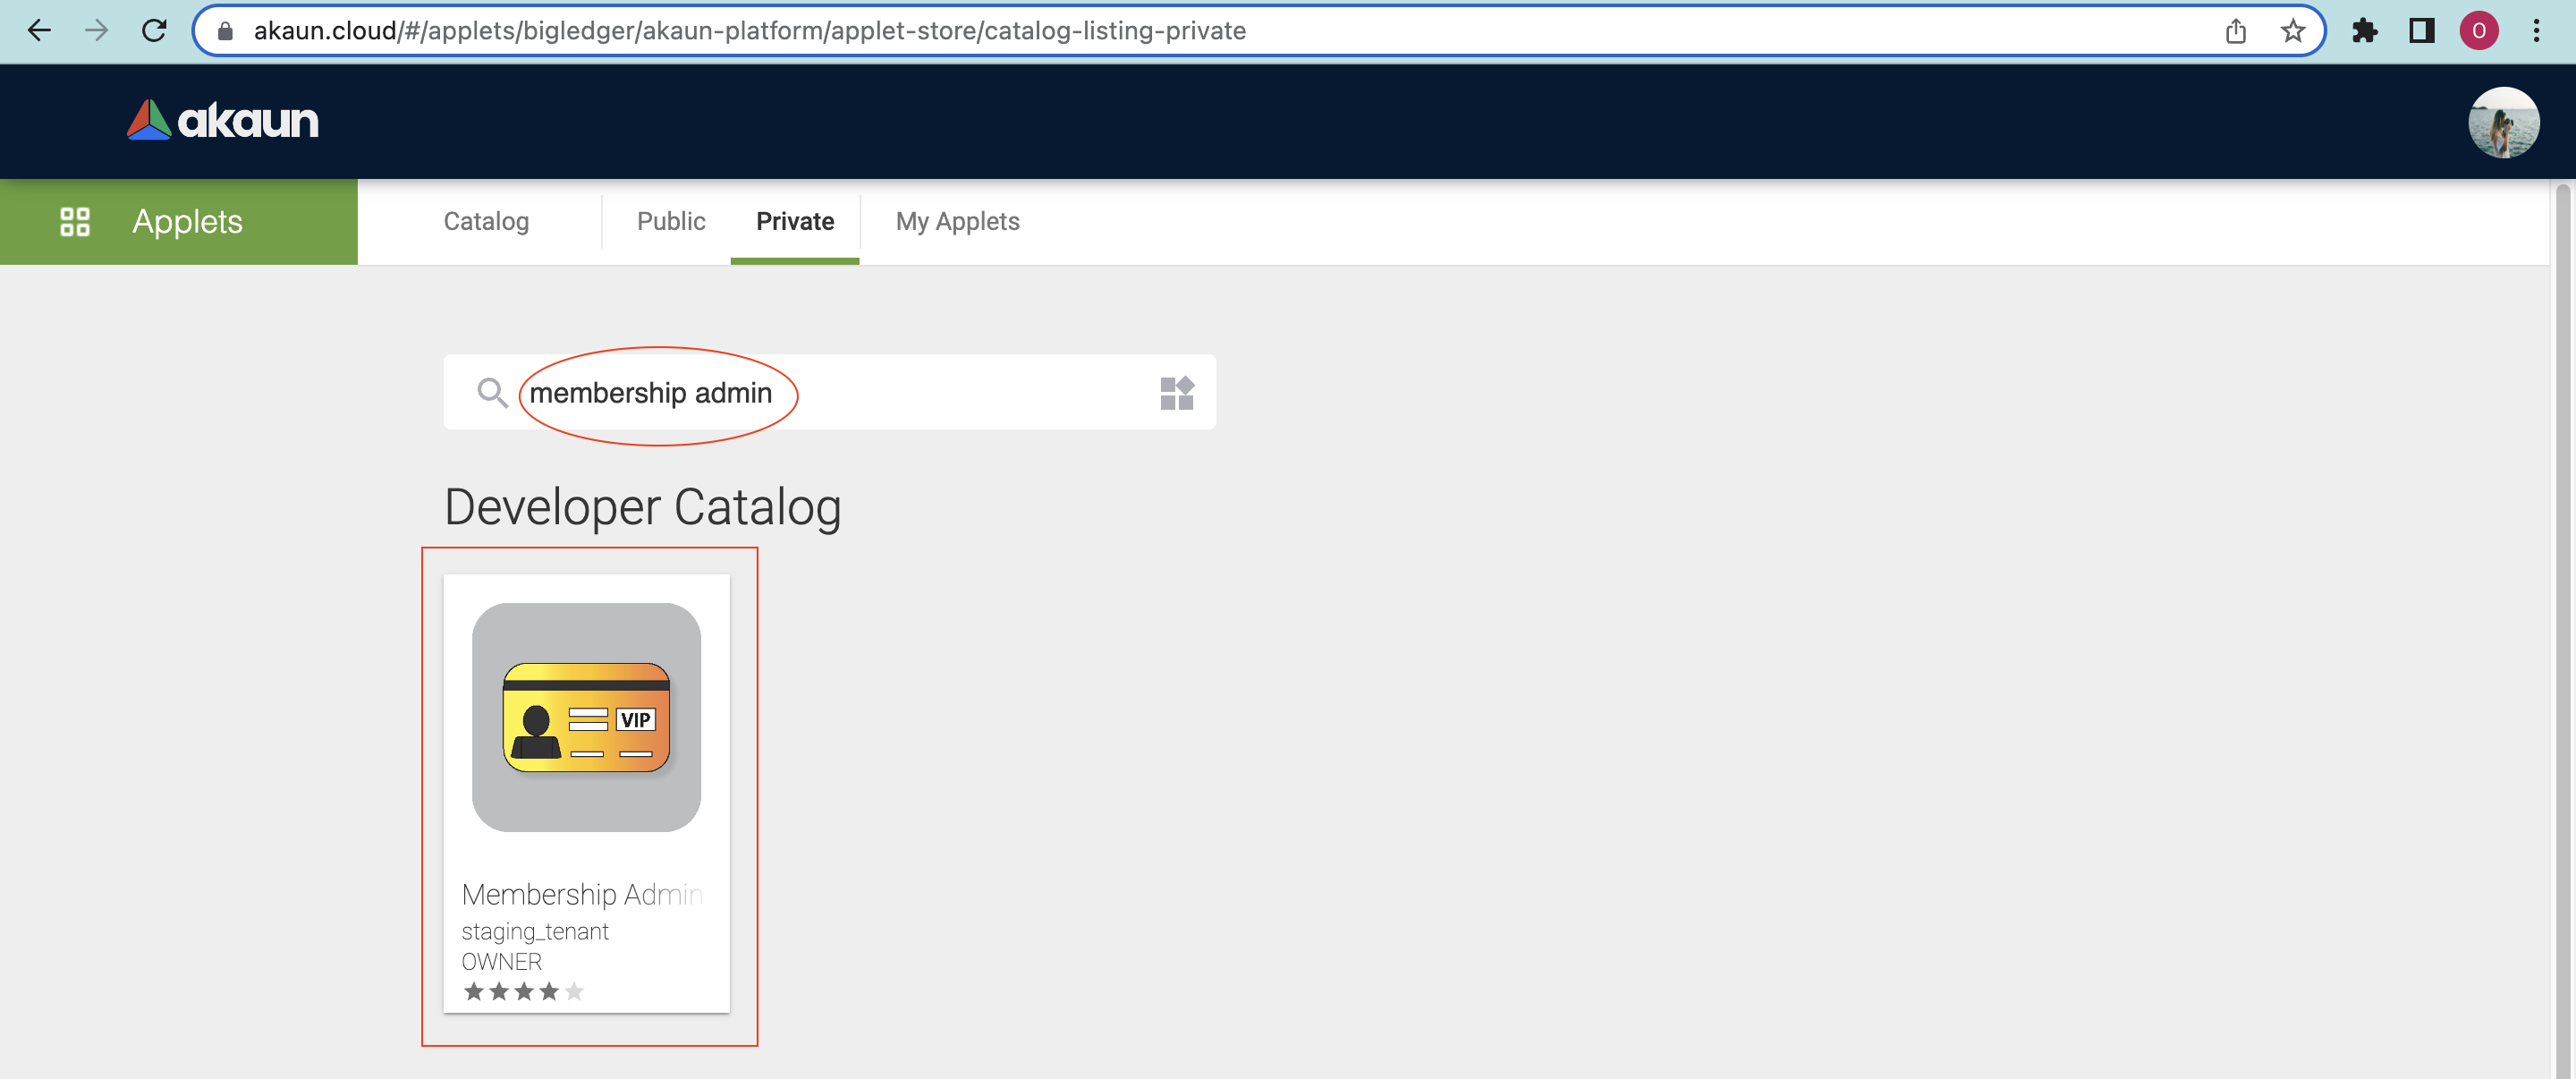 akaun.cloud/#/applets/bigledger/akaun-platform/applet-store/catalog-listing-private
O
akaun
Applets
Catalog
Public
Private
My Applets
membership admin
Developer Catalog
VIP
Membership Admin
staging_tenant
OWNER